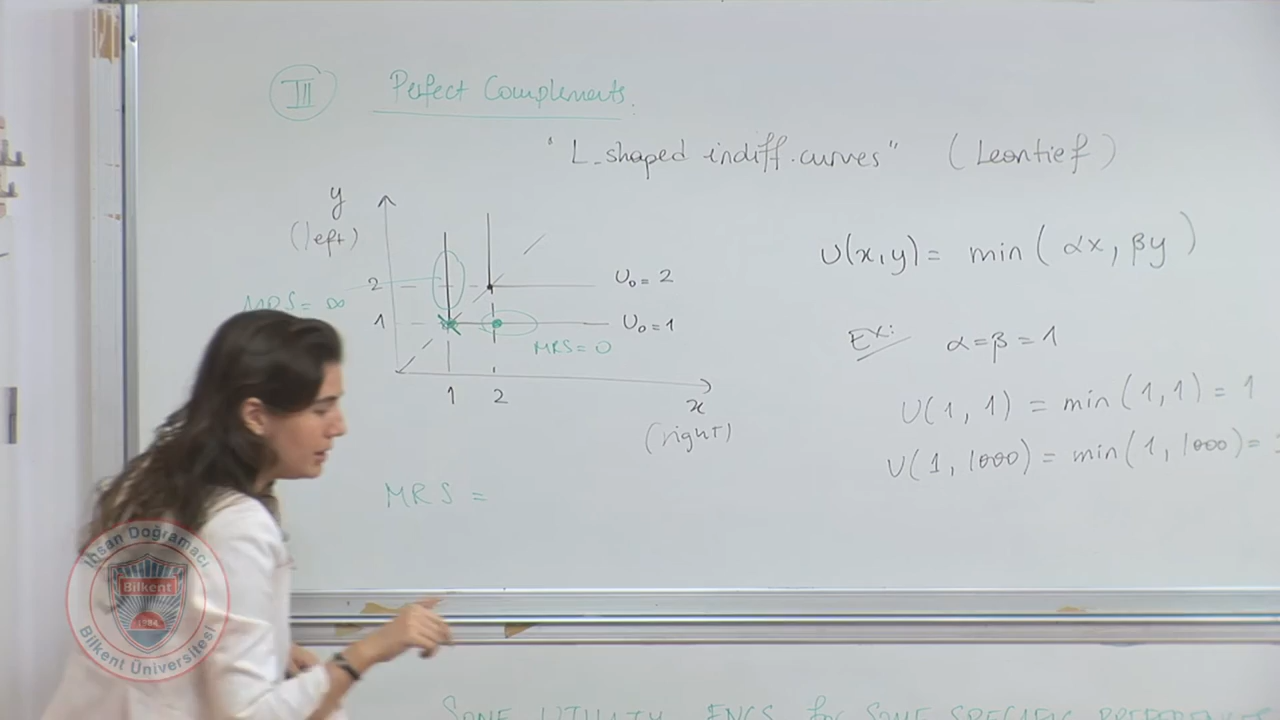 III Perfect Complements.
"L-shaped indiff. curves" (Leontief)
y
(left)
U(x,y) = min(αx, βy)
2
U₀ = 2
MRS = ∞
1
U₀ = 1
MRS = 0
Ex: α=β=1
1 2
x
(right)
U(1, 1) = min(1,1) = 1
U(1, 1000) = min(1, 1000) =
MRS =
İhsan Doğramacı
Bilkent
1984
Bilkent Üniversitesi
SOME UTILITY FNCS for SOME SPECIFIC PREFERENCES